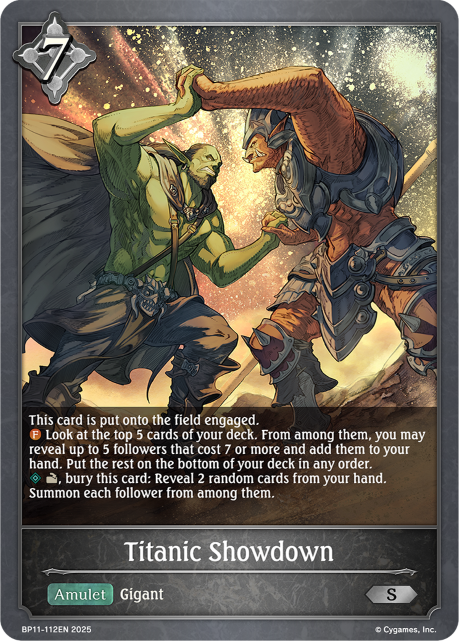 7
This card is put onto the field engaged.
F Look at the top 5 cards of your deck. From among them, you may
reveal up to 5 followers that cost 7 or more and add them to your
hand. Put the rest on the bottom of your deck in any order.
, bury this card: Reveal 2 random cards from your hand.
Summon each follower from among them.
Titanic Showdown
Amulet Gigant
S
BP11-112EN 2025
© Cygames, Inc.